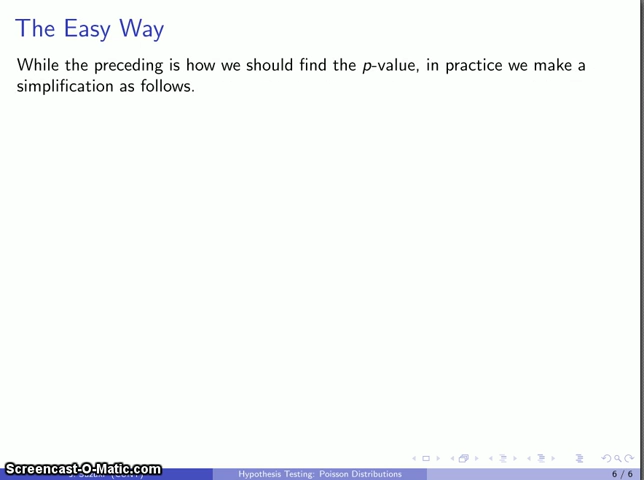 The Easy Way
While the preceding is how we should find the p-value, in practice we make a
simplification as follows.
Screencast-O-Matic.com
Hypothesis Testing: Poisson Distributions
6 / 6